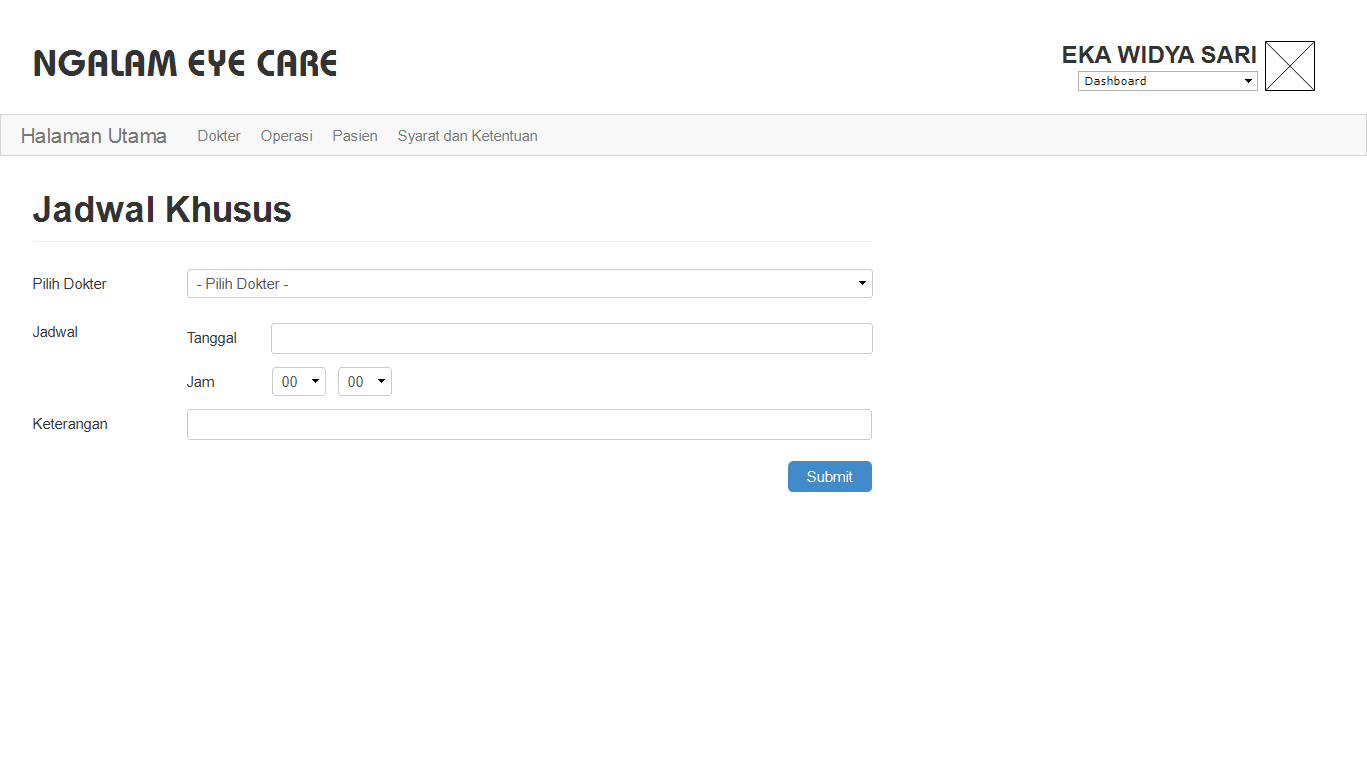 NGALAM EYE CARE
EKA WIDYA SARI
Dashboard
Halaman Utama Dokter Operasi Pasien Syarat dan Ketentuan
Jadwal Khusus
Pilih Dokter - Pilih Dokter -
Jadwal Tanggal
Jam 00 00
Keterangan
Submit